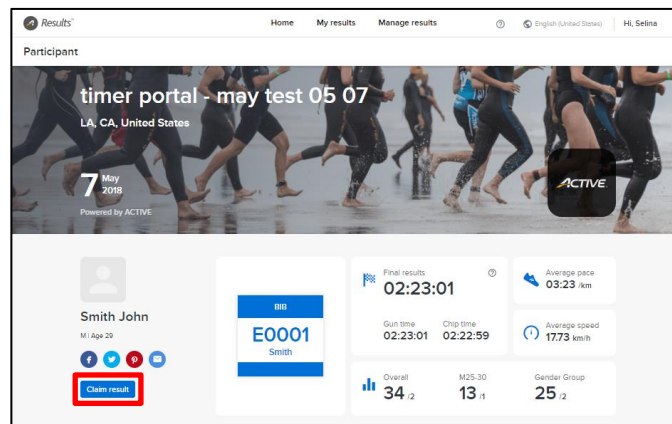 Results™
Home
My results
Manage results
English (United States)
Hi, Selina
Participant
timer portal - may test 05 07
LA, CA, United States
7 May
2018
Powered by ACTIVE
ACTIVE
Smith John
M | Age 29
Claim result
BIB
E0001
Smith
Final results
02:23:01
Gun time
02:23:01
Chip time
02:22:59
Average pace
03:23 /km
Average speed
17.73 km/h
Overall
34 /2
M25-30
13 /1
Gender Group
25 /2